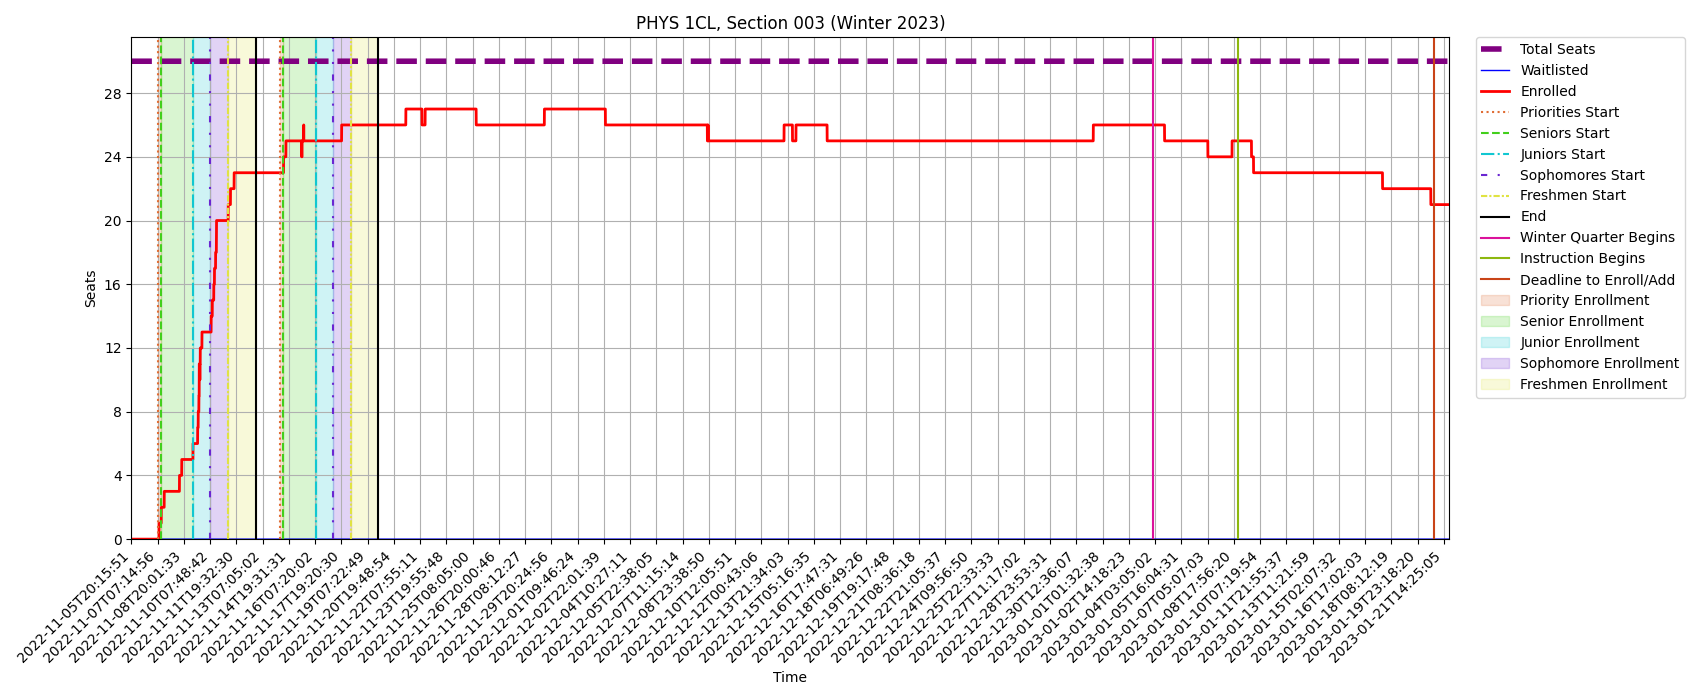 PHYS 1CL, Section 003 (Winter 2023)
Seats
28
24
20
16
12
8
4
0
2022-11-05T20:15:51
2022-11-07T07:14:56
2022-11-08T20:01:33
2022-11-10T07:48:42
2022-11-11T19:32:30
2022-11-13T07:05:02
2022-11-14T19:31:31
2022-11-16T07:20:02
2022-11-17T19:20:30
2022-11-19T07:22:49
2022-11-20T19:48:54
2022-11-22T07:55:11
2022-11-23T19:55:48
2022-11-25T08:05:00
2022-11-26T20:00:46
2022-11-28T08:12:27
2022-11-29T20:24:56
2022-12-01T09:46:24
2022-12-02T22:01:39
2022-12-04T10:27:11
2022-12-05T22:38:05
2022-12-07T11:15:14
2022-12-08T23:38:50
2022-12-10T12:05:51
2022-12-12T00:43:06
2022-12-13T21:34:03
2022-12-15T05:16:35
2022-12-16T17:47:31
2022-12-18T06:49:26
2022-12-19T19:17:48
2022-12-21T08:36:18
2022-12-22T21:05:37
2022-12-24T09:56:50
2022-12-25T22:33:33
2022-12-27T11:17:02
2022-12-28T23:53:31
2022-12-30T12:36:07
2023-01-01T01:32:38
2023-01-02T14:18:23
2023-01-04T03:05:02
2023-01-05T16:04:31
2023-01-07T05:07:03
2023-01-08T17:56:20
2023-01-10T07:19:54
2023-01-11T21:55:37
2023-01-13T11:21:59
2023-01-15T02:07:32
2023-01-16T17:02:03
2023-01-18T08:12:19
2023-01-19T23:18:20
2023-01-21T14:25:05
Time
Total Seats
Waitlisted
Enrolled
Priorities Start
Seniors Start
Juniors Start
Sophomores Start
Freshmen Start
End
Winter Quarter Begins
Instruction Begins
Deadline to Enroll/Add
Priority Enrollment
Senior Enrollment
Junior Enrollment
Sophomore Enrollment
Freshmen Enrollment